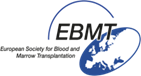 EBMT
European Society for Blood and
Marrow Transplantation